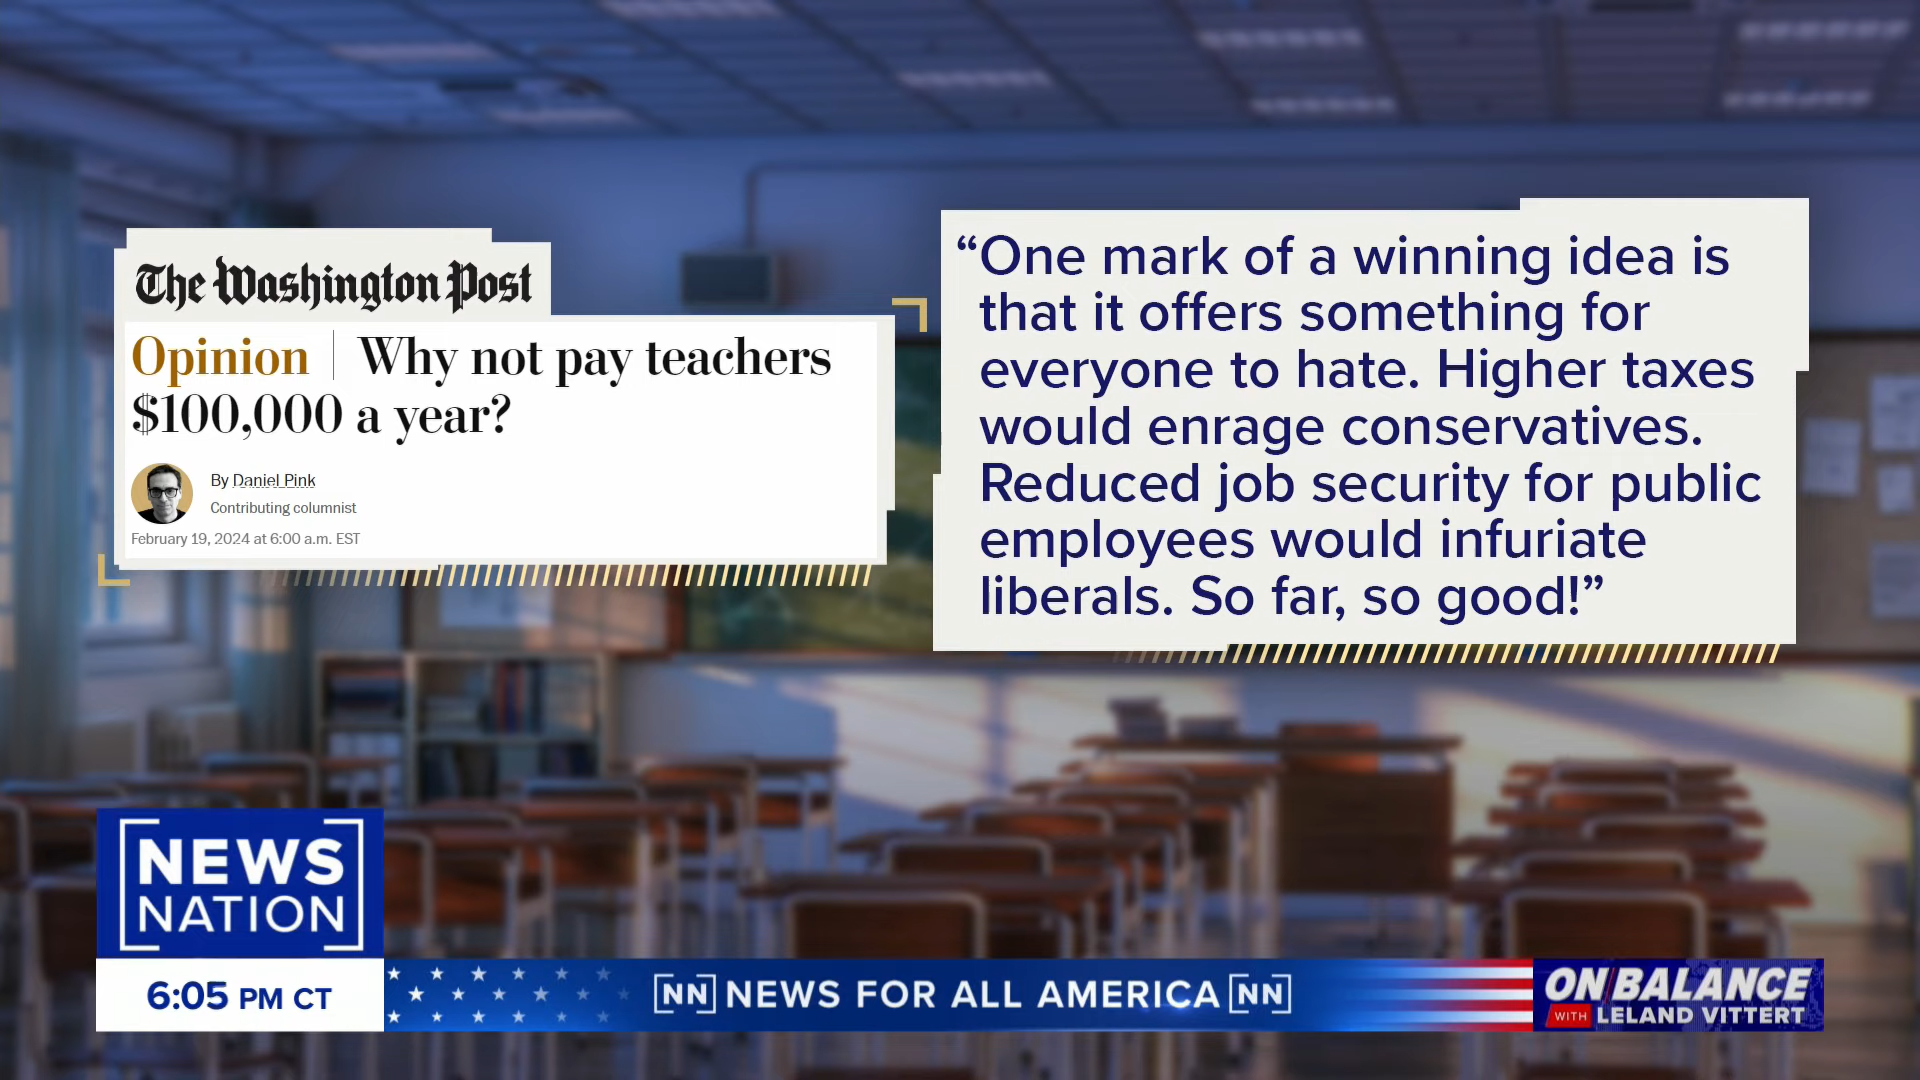 The Washington Post
Opinion | Why not pay teachers
$100,000 a year?
By Daniel Pink
Contributing columnist
February 19, 2024 at 6:00 a.m. EST
“One mark of a winning idea is
that it offers something for
everyone to hate. Higher taxes
would enrage conservatives.
Reduced job security for public
employees would infuriate
liberals. So far, so good!”
NEWS
NATION
6:05 PM CT
NN NEWS FOR ALL AMERICA NN
ON BALANCE
WITH LELAND VITTERT